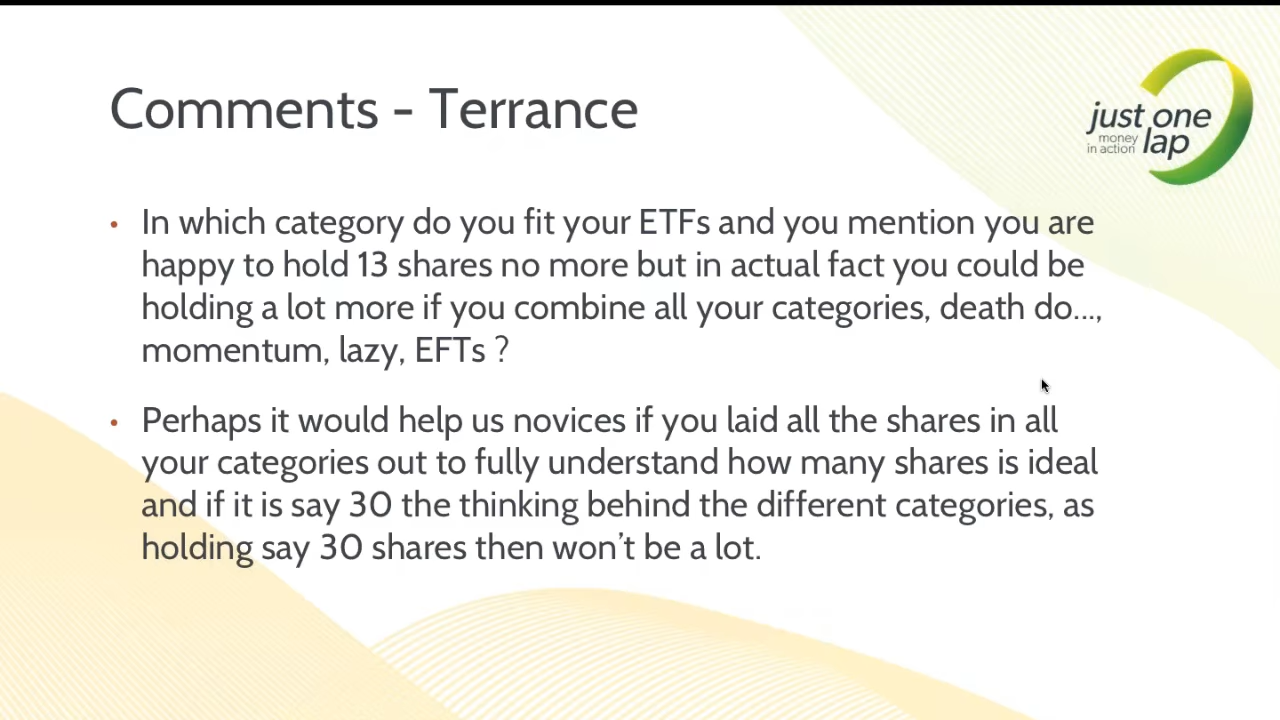 Comments - Terrance
just one
money
in action lap
• In which category do you fit your ETFs and you mention you are
happy to hold 13 shares no more but in actual fact you could be
holding a lot more if you combine all your categories, death do...,
momentum, lazy, EFTs ?
• Perhaps it would help us novices if you laid all the shares in all
your categories out to fully understand how many shares is ideal
and if it is say 30 the thinking behind the different categories, as
holding say 30 shares then won't be a lot.